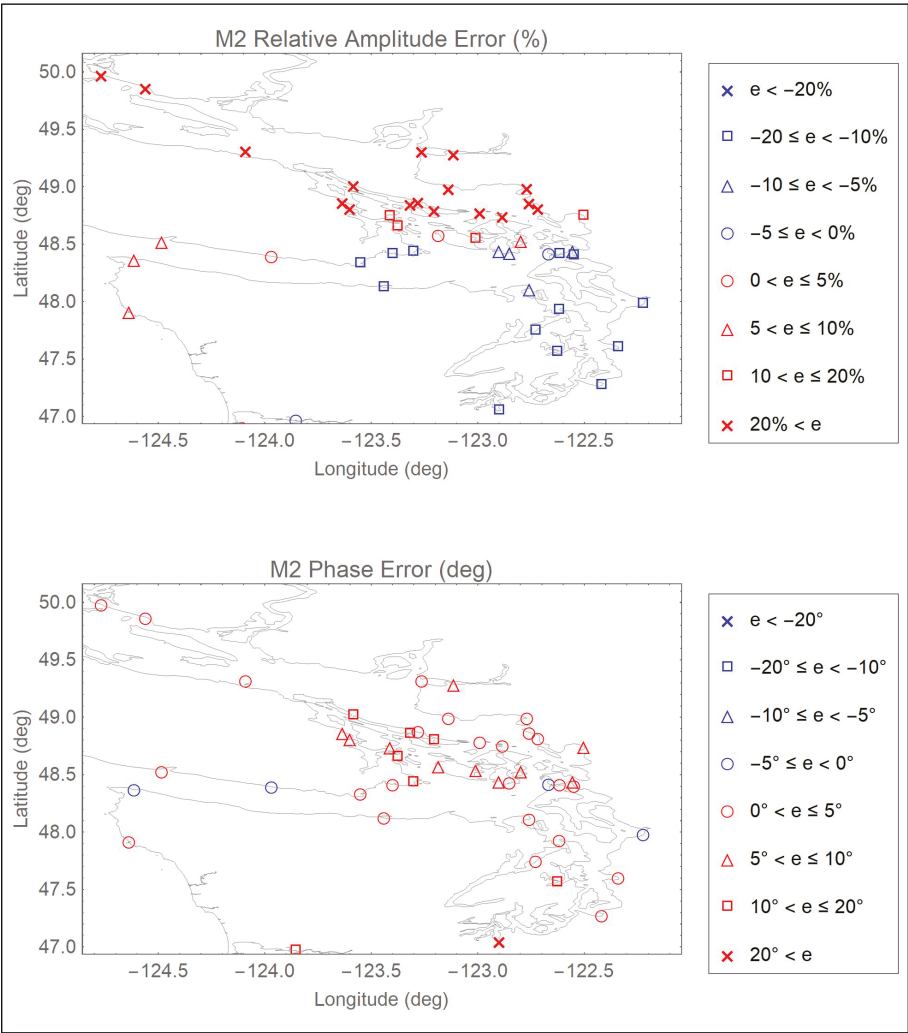 M2 Relative Amplitude Error (%)
50.0
49.5
49.0
48.5
48.0
47.5
47.0
Latitude (deg)
−124.5
−124.0
−123.5
−123.0
−122.5
Longitude (deg)
e < −20%
−20 ≤ e < −10%
−10 ≤ e < −5%
−5 ≤ e < 0%
0 < e ≤ 5%
5 < e ≤ 10%
10 < e ≤ 20%
20% < e
M2 Phase Error (deg)
50.0
49.5
49.0
48.5
48.0
47.5
47.0
Latitude (deg)
−124.5
−124.0
−123.5
−123.0
−122.5
Longitude (deg)
e < −20°
−20° ≤ e < −10°
−10° ≤ e < −5°
−5° ≤ e < 0°
0° < e ≤ 5°
5° < e ≤ 10°
10° < e ≤ 20°
20° < e